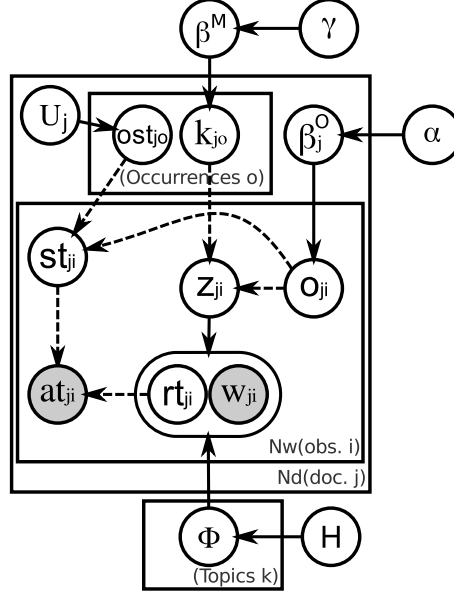 β^M γ
U_j ost_jo k_jo β_j^O α
(Occurrences o)
st_ji z_ji o_ji
at_ji rt_ji w_ji
Nw(obs. i)
Nd(doc. j)
Φ H
(Topics k)